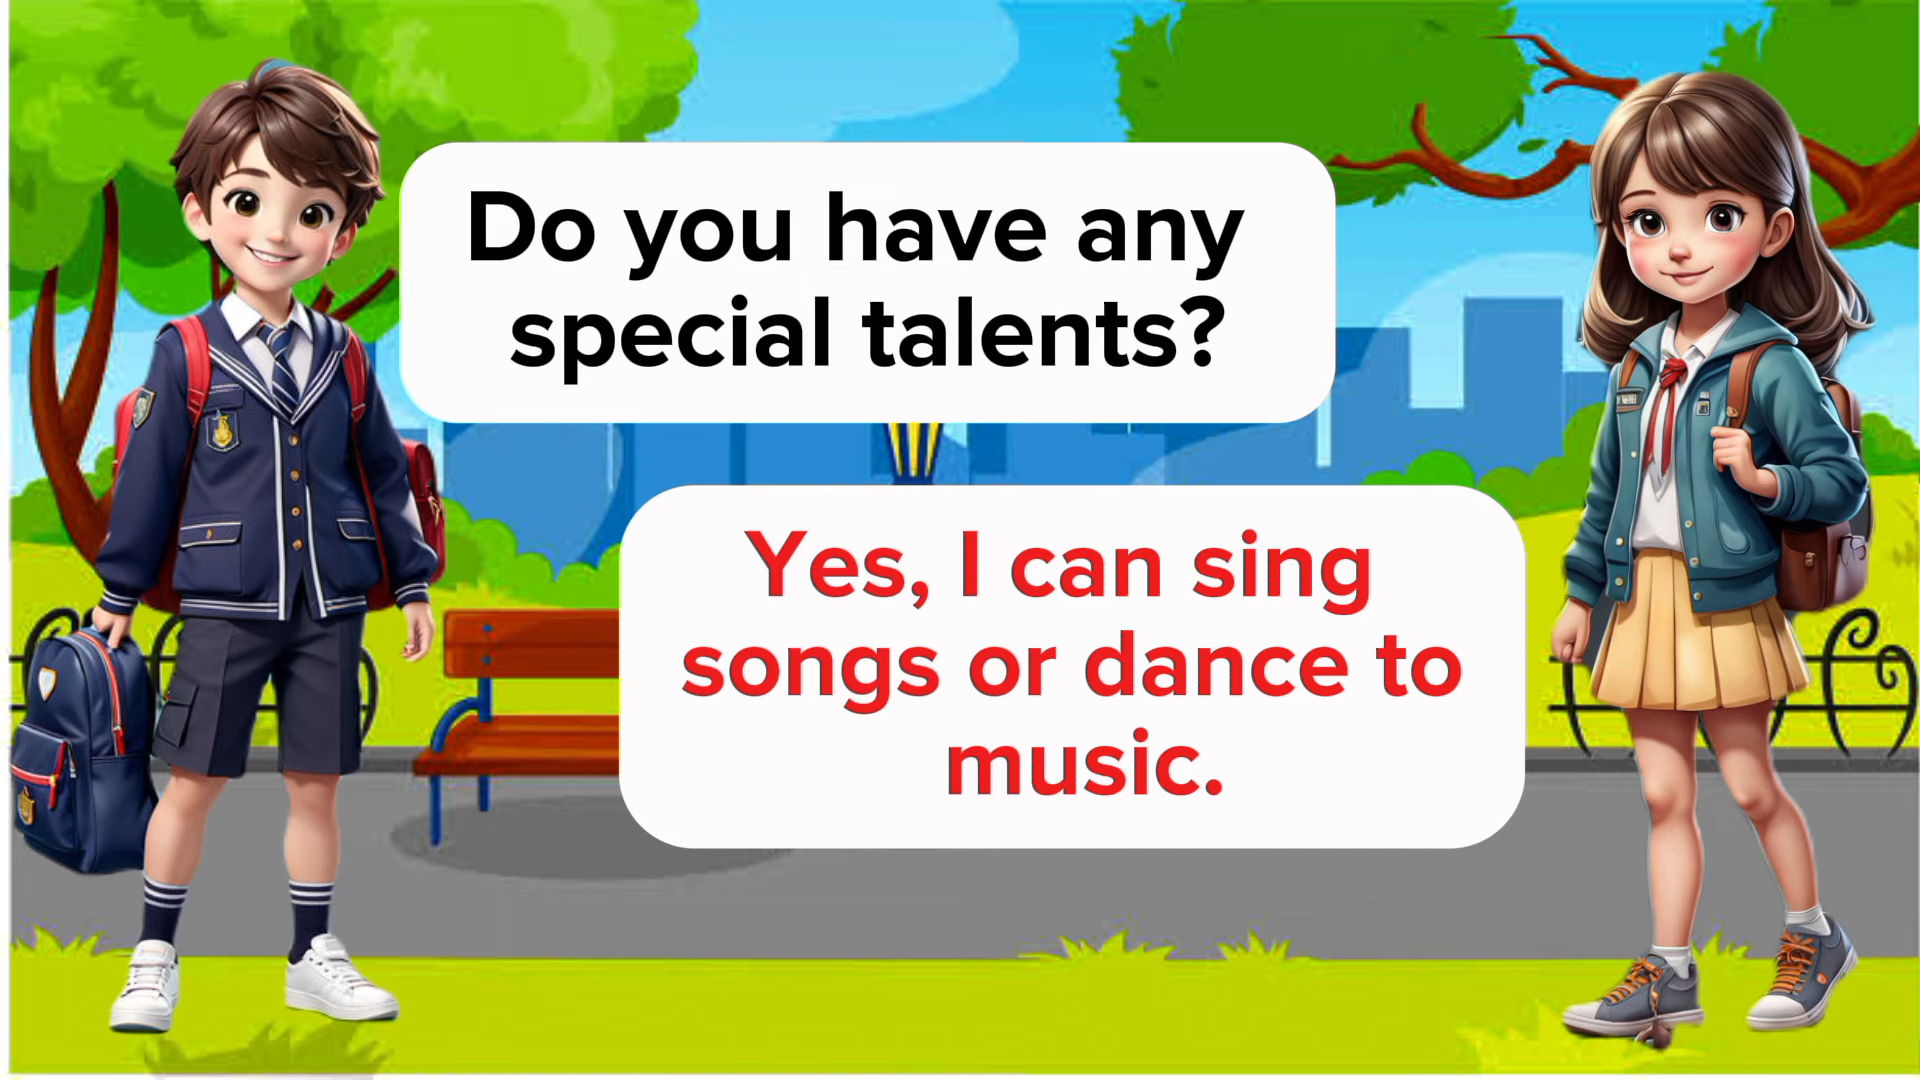 Do you have any
special talents?
Yes, I can sing
songs or dance to
music.